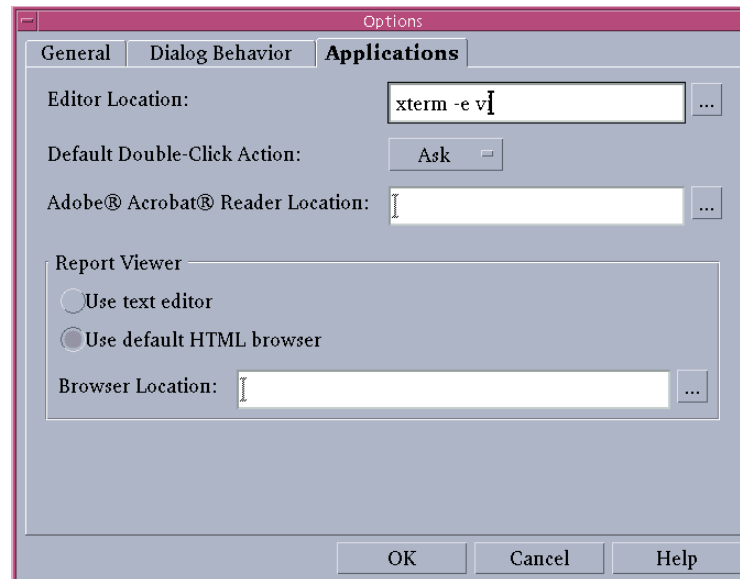 Options
General Dialog Behavior Applications
Editor Location: xterm -e vi ...
Default Double-Click Action: Ask
Adobe® Acrobat® Reader Location: ...
Report Viewer
Use text editor
Use default HTML browser
Browser Location: ...
OK Cancel Help